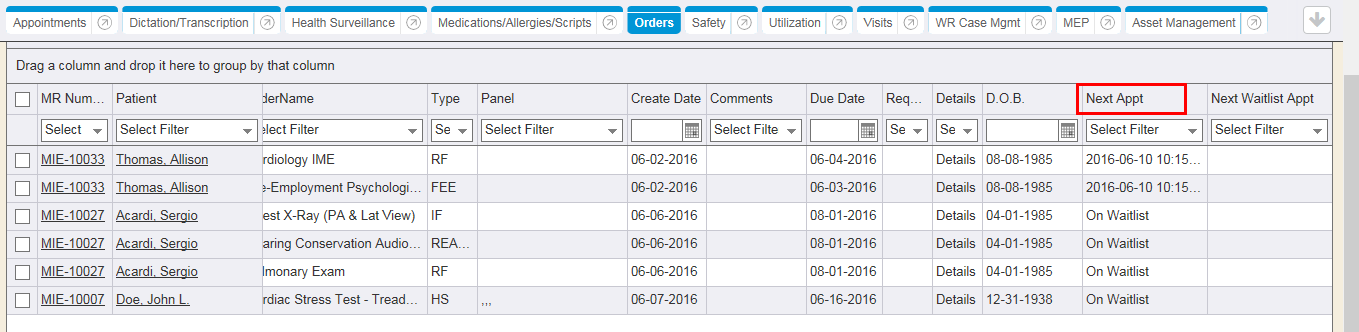 Appointments Dictation/Transcription Health Surveillance Medications/Allergies/Scripts Orders Safety Utilization Visits WR Case Mgmt MEP Asset Management
Drag a column and drop it here to group by that column
MR Num... Patient derName Type Panel Create Date Comments Due Date Req... Details D.O.B. Next Appt Next Waitlist Appt
Select Select Filter lect Filter Se Select Filter Select Filte Se Se Select Filter Select Filter
MIE-10033 Thomas, Allison rdiology IME RF 06-02-2016 06-04-2016 Details 08-08-1985 2016-06-10 10:15...
MIE-10033 Thomas, Allison e-Employment Psychologi... FEE 06-02-2016 06-03-2016 Details 08-08-1985 2016-06-10 10:15...
MIE-10027 Acardi, Sergio est X-Ray (PA & Lat View) IF 06-06-2016 08-01-2016 Details 04-01-1985 On Waitlist
MIE-10027 Acardi, Sergio aring Conservation Audio... REA... 06-06-2016 08-01-2016 Details 04-01-1985 On Waitlist
MIE-10027 Acardi, Sergio lmonary Exam RF 06-06-2016 08-01-2016 Details 04-01-1985 On Waitlist
MIE-10007 Doe, John L. rdiac Stress Test - Tread... HS ,,, 06-07-2016 06-16-2016 Details 12-31-1938 On Waitlist